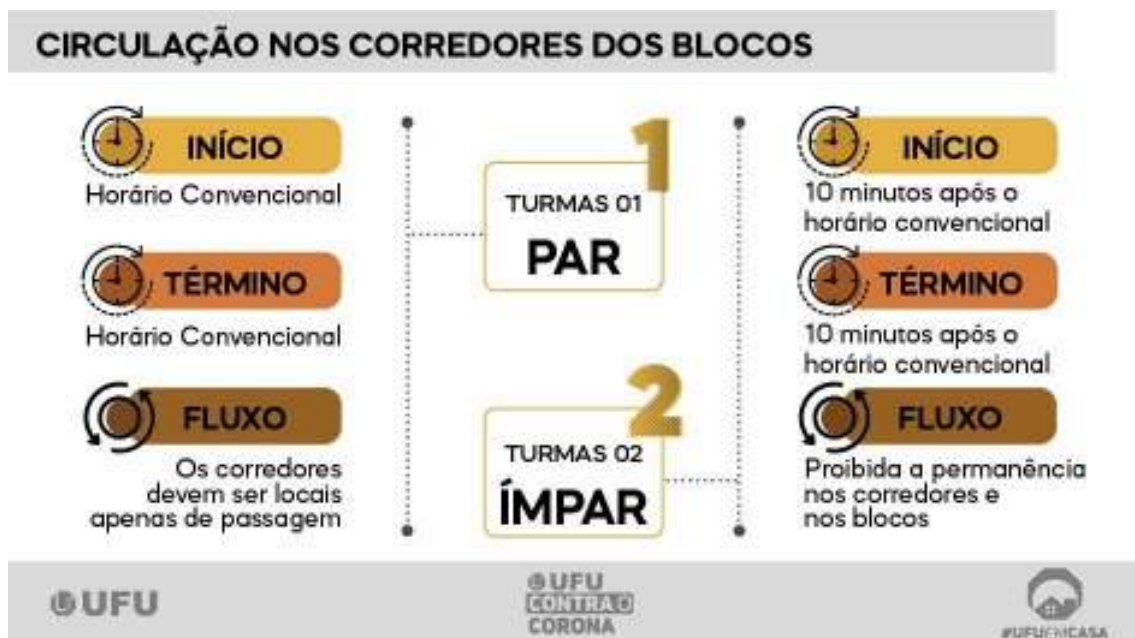 CIRCULAÇÃO NOS CORREDORES DOS BLOCOS
INÍCIO
Horário Convencional
TÉRMINO
Horário Convencional
FLUXO
Os corredores
devem ser locais
apenas de passagem
1
TURMAS 01
PAR
2
TURMAS 02
ÍMPAR
INÍCIO
10 minutos após o
horário convencional
TÉRMINO
10 minutos após o
horário convencional
FLUXO
Proibida a permanência
nos corredores e
nos blocos
UFU
UFU
CONTRA O
CORONA
#UFUEMCASA